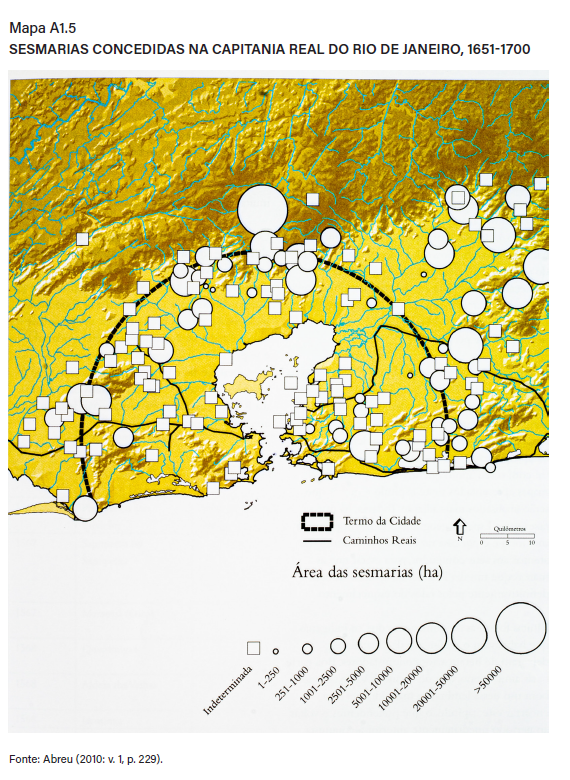 Mapa A1.5
SESMARIAS CONCEDIDAS NA CAPITANIA REAL DO RIO DE JANEIRO, 1651-1700
Termo da Cidade
Caminhos Reais
N
Quilômetros
0 5 10
Área das sesmarias (ha)
Indeterminada
1-250
251-1000
1001-2500
2501-5000
5001-10000
10001-20000
20001-50000
>50000
Fonte: Abreu (2010: v. 1, p. 229).